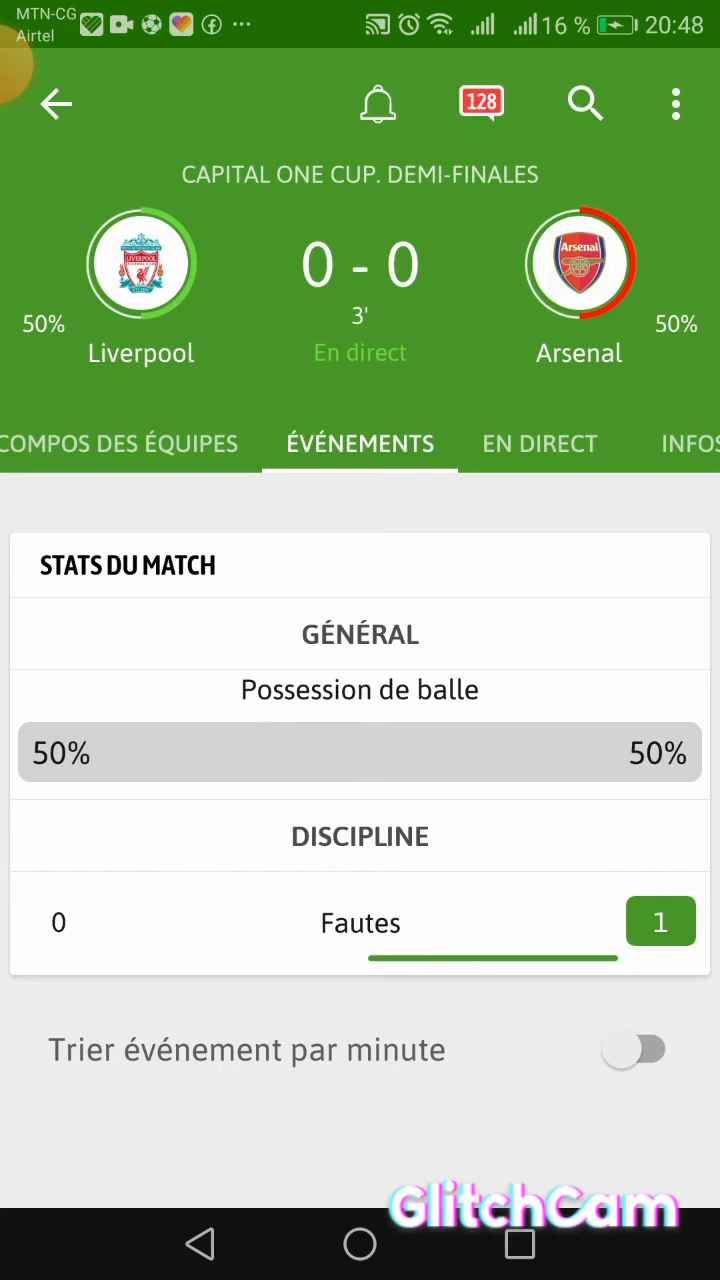 MTN-CG
Airtel
16 %
20:48
128
CAPITAL ONE CUP. DEMI-FINALES
LIVERPOOL
Arsenal
0 - 0
50%
3'
50%
Liverpool
En direct
Arsenal
COMPOS DES ÉQUIPES
ÉVÉNEMENTS
EN DIRECT
INFOS
STATS DU MATCH
GÉNÉRAL
Possession de balle
50%
50%
DISCIPLINE
0
Fautes
1
Trier événement par minute
GlitchCam